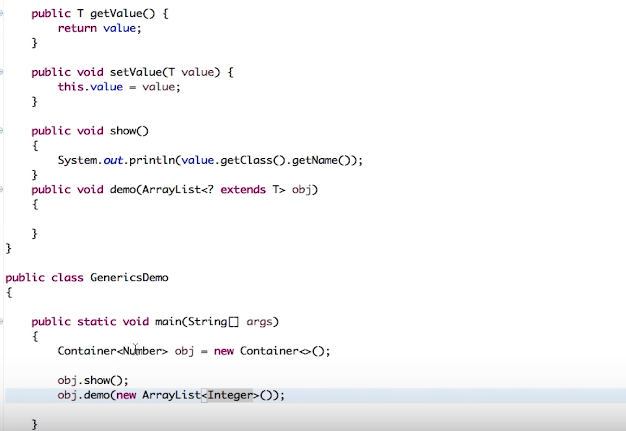 public T getValue() {
return value;
}
public void setValue(T value) {
this.value = value;
}
public void show()
{
System.out.println(value.getClass().getName());
}
public void demo(ArrayList<? extends T> obj)
{
}
}
public class GenericsDemo
{
public static void main(String[] args)
{
Container<Number> obj = new Container<>();
obj.show();
obj.demo(new ArrayList<Integer>());
}